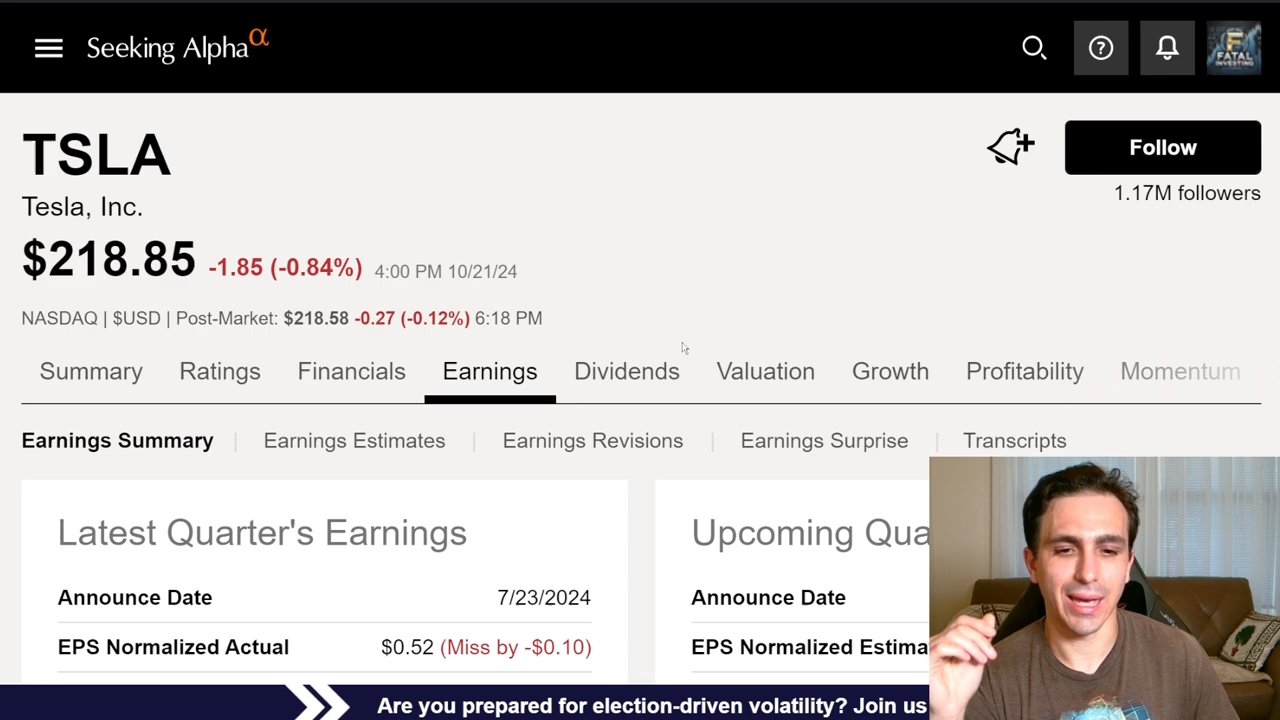 Seeking Alpha α
FATAL
INVESTING
TSLA
Follow
1.17M followers
Tesla, Inc.
$218.85 -1.85 (-0.84%) 4:00 PM 10/21/24
NASDAQ | $USD | Post-Market: $218.58 -0.27 (-0.12%) 6:18 PM
Summary Ratings Financials Earnings Dividends Valuation Growth Profitability Momentum
Earnings Summary | Earnings Estimates | Earnings Revisions | Earnings Surprise | Transcripts
Latest Quarter's Earnings
Announce Date 7/23/2024
EPS Normalized Actual $0.52 (Miss by -$0.10)
Upcoming Qua
Announce Date
EPS Normalized Estima
Are you prepared for election-driven volatility? Join us